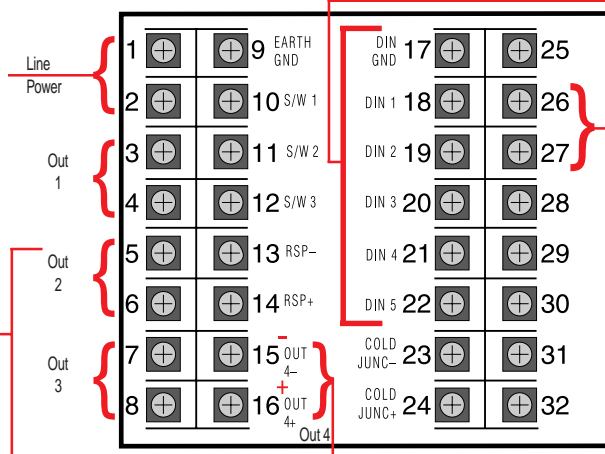 1 9 EARTH GND DIN GND 17 25
Line Power
2 10 S/W 1 DIN 1 18 26
3 11 S/W 2 DIN 2 19 27
Out 1
4 12 S/W 3 DIN 3 20 28
5 13 RSP– DIN 4 21 29
Out 2
6 14 RSP+ DIN 5 22 30
7 – 15 OUT 4– COLD JUNC– 23 31
Out 3
8 + 16 OUT 4+ COLD JUNC+ 24 32
Out 4